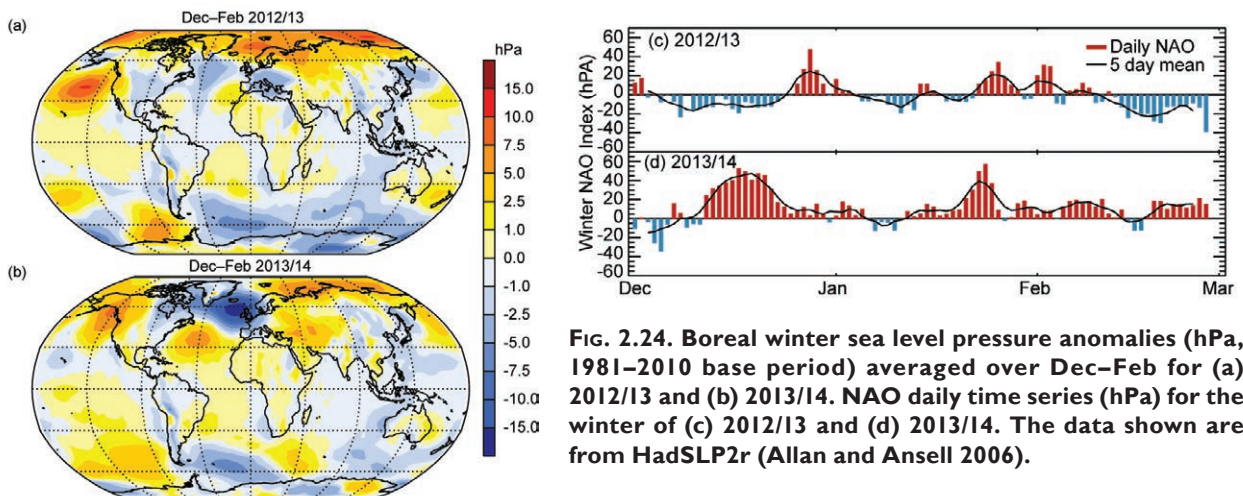 (a)
Dec–Feb 2012/13
hPa
15.0
10.0
7.5
5.0
2.5
1.0
0.0
-1.0
-2.5
-5.0
-7.5
-10.0
-15.0
(b)
Dec–Feb 2013/14
Winter NAO Index (hPA)
60
40
20
0
-20
-40
-60
(c) 2012/13
Daily NAO
5 day mean
60
40
20
0
-20
-40
-60
(d) 2013/14
Dec
Jan
Feb
Mar
Fig. 2.24. Boreal winter sea level pressure anomalies (hPa,
1981–2010 base period) averaged over Dec–Feb for (a)
2012/13 and (b) 2013/14. NAO daily time series (hPa) for the
winter of (c) 2012/13 and (d) 2013/14. The data shown are
from HadSLP2r (Allan and Ansell 2006).